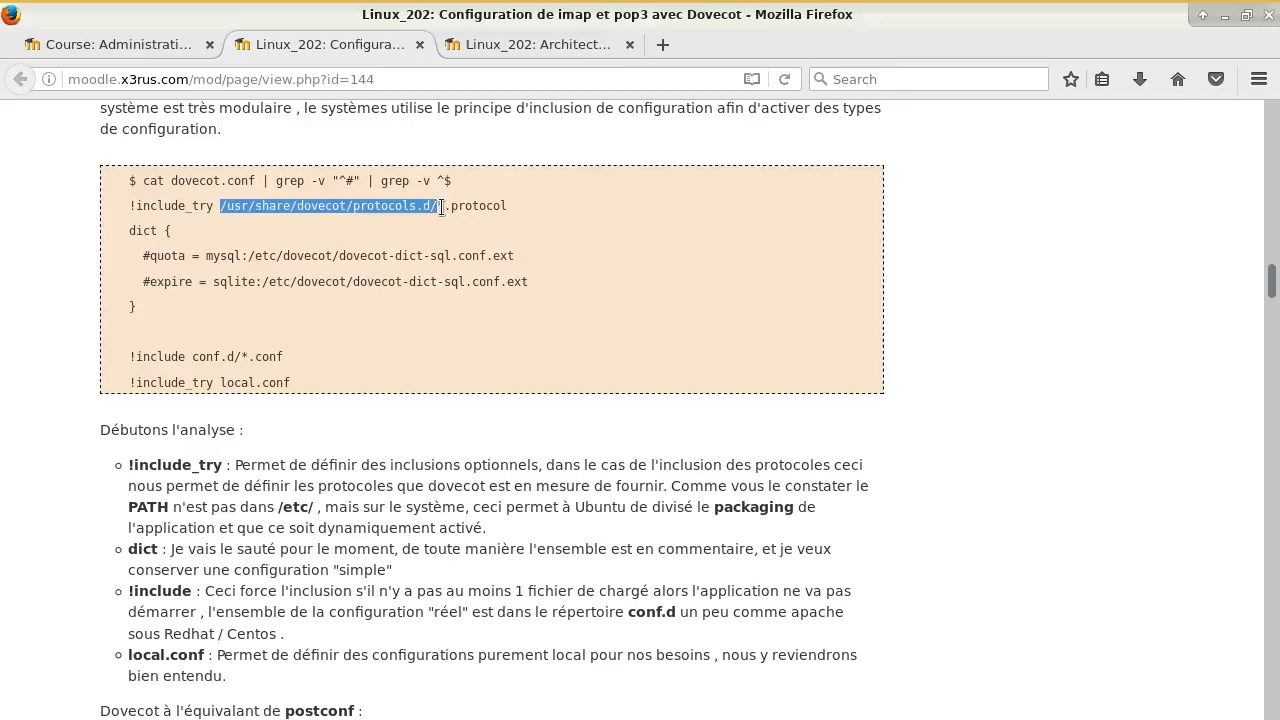 Linux_202: Configuration de imap et pop3 avec Dovecot - Mozilla Firefox
Course: Administrati...
Linux_202: Configura...
Linux_202: Architect...
moodle.x3rus.com/mod/page/view.php?id=144
Search
système est très modulaire , le systèmes utilise le principe d'inclusion de configuration afin d'activer des types
de configuration.
$ cat dovecot.conf | grep -v "^#" | grep -v ^$
!include_try /usr/share/dovecot/protocols.d/*.protocol
dict {
#quota = mysql:/etc/dovecot/dovecot-dict-sql.conf.ext
#expire = sqlite:/etc/dovecot/dovecot-dict-sql.conf.ext
}
!include conf.d/*.conf
!include_try local.conf
Débutons l'analyse :
!include_try : Permet de définir des inclusions optionnels, dans le cas de l'inclusion des protocoles ceci
nous permet de définir les protocoles que dovecot est en mesure de fournir. Comme vous le constater le
PATH n'est pas dans /etc/ , mais sur le système, ceci permet à Ubuntu de divisé le packaging de
l'application et que ce soit dynamiquement activé.
dict : Je vais le sauté pour le moment, de toute manière l'ensemble est en commentaire, et je veux
conserver une configuration "simple"
!include : Ceci force l'inclusion s'il n'y a pas au moins 1 fichier de chargé alors l'application ne va pas
démarrer , l'ensemble de la configuration "réel" est dans le répertoire conf.d un peu comme apache
sous Redhat / Centos .
local.conf : Permet de définir des configurations purement local pour nos besoins , nous y reviendrons
bien entendu.
Dovecot à l'équivalant de postconf :